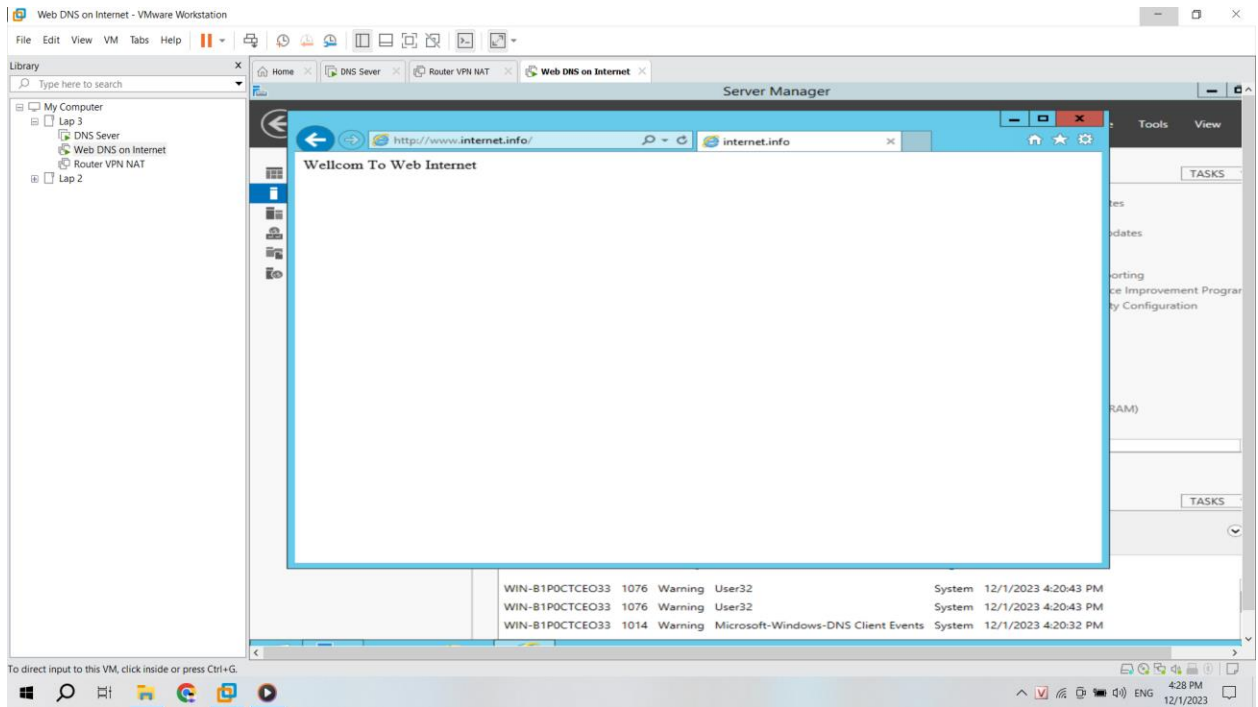 Web DNS on Internet - VMware Workstation
File Edit View VM Tabs Help
Library
Type here to search
My Computer
Lap 3
DNS Sever
Web DNS on Internet
Router VPN NAT
Lap 2
Home
DNS Sever
Router VPN NAT
Web DNS on Internet
Server Manager
Tools View
http://www.internet.info/
internet.info
Wellcom To Web Internet
TASKS
tes
dates
orting
ce Improvement Prograr
ty Configuration
RAM)
TASKS
WIN-B1P0CTCEO33 1076 Warning User32 System 12/1/2023 4:20:43 PM
WIN-B1P0CTCEO33 1076 Warning User32 System 12/1/2023 4:20:43 PM
WIN-B1P0CTCEO33 1014 Warning Microsoft-Windows-DNS Client Events System 12/1/2023 4:20:32 PM
To direct input to this VM, click inside or press Ctrl+G.
ENG
4:28 PM
12/1/2023